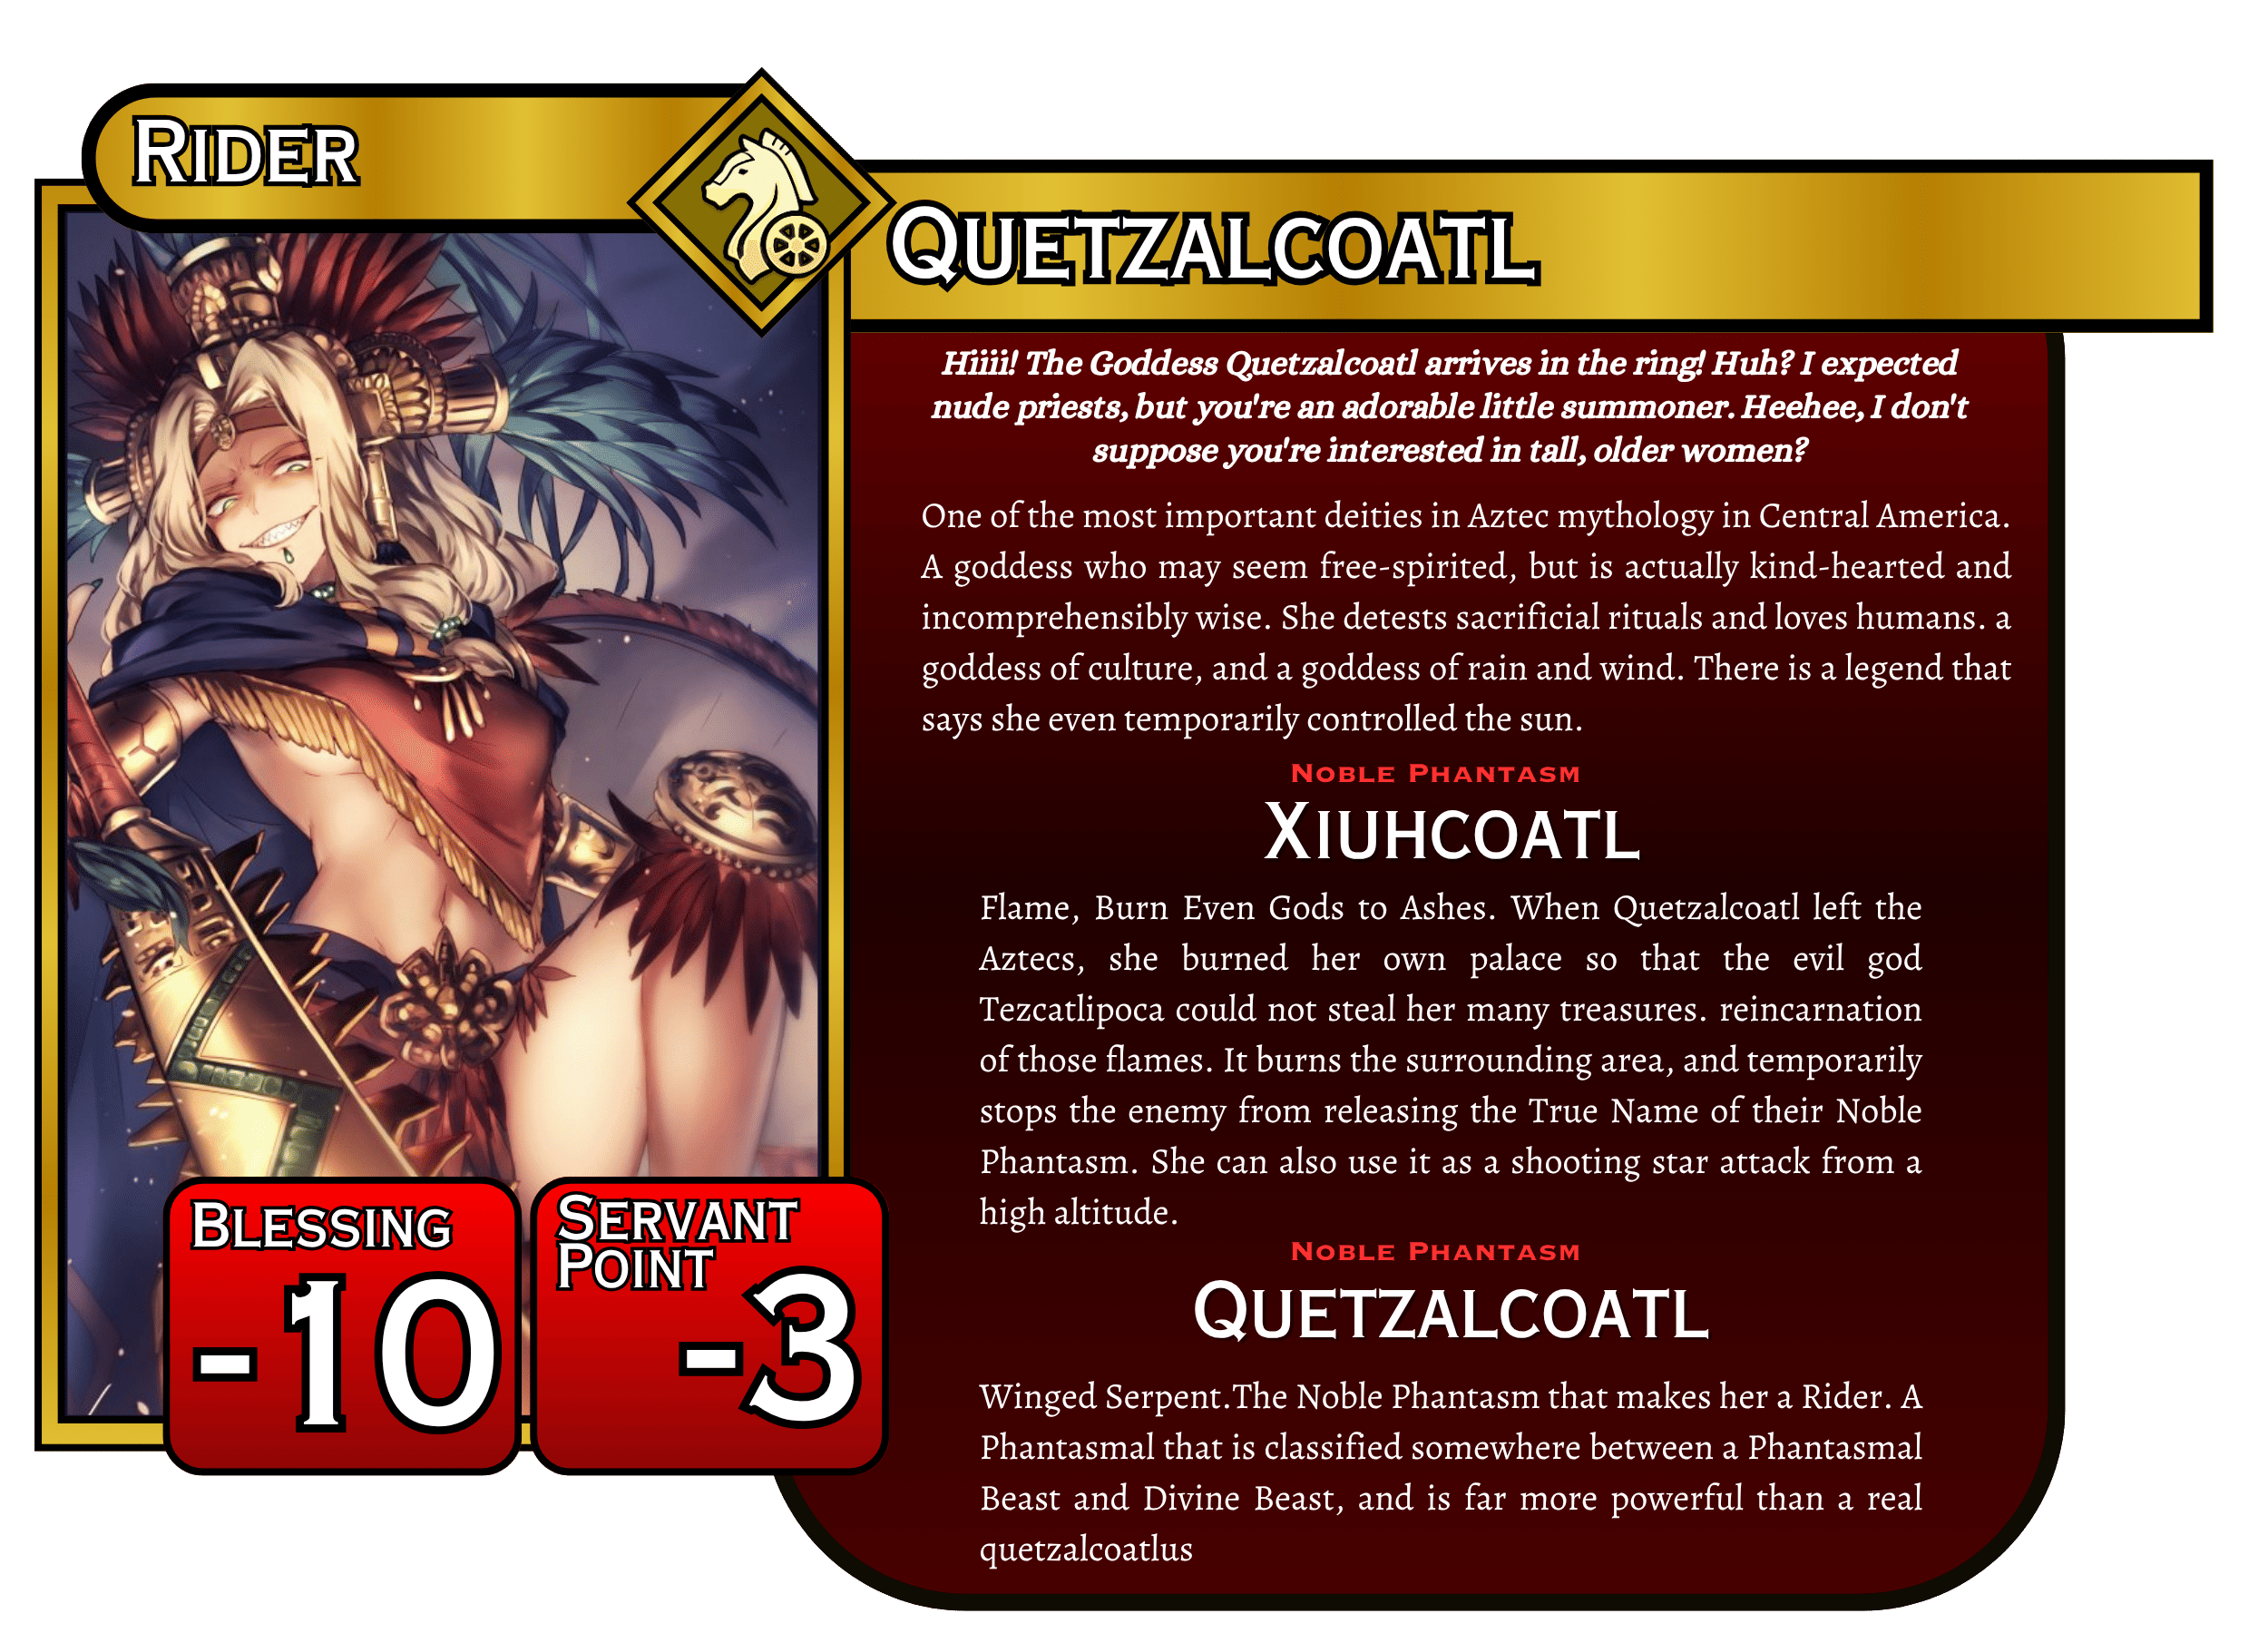 RIDER
QUETZALCOATL
Hiiii! The Goddess Quetzalcoatl arrives in the ring! Huh? I expected
nude priests, but you're an adorable little summoner. Heehee, I don't
suppose you're interested in tall, older women?
One of the most important deities in Aztec mythology in Central America.
A goddess who may seem free-spirited, but is actually kind-hearted and
incomprehensibly wise. She detests sacrificial rituals and loves humans. a
goddess of culture, and a goddess of rain and wind. There is a legend that
says she even temporarily controlled the sun.
NOBLE PHANTASM
XIUHCOATL
Flame, Burn Even Gods to Ashes. When Quetzalcoatl left the
Aztecs, she burned her own palace so that the evil god
Tezcatlipoca could not steal her many treasures. reincarnation
of those flames. It burns the surrounding area, and temporarily
stops the enemy from releasing the True Name of their Noble
Phantasm. She can also use it as a shooting star attack from a
high altitude.
NOBLE PHANTASM
QUETZALCOATL
Winged Serpent.The Noble Phantasm that makes her a Rider. A
Phantasmal that is classified somewhere between a Phantasmal
Beast and Divine Beast, and is far more powerful than a real
quetzalcoatlus
BLESSING
-10
SERVANT
POINT
-3